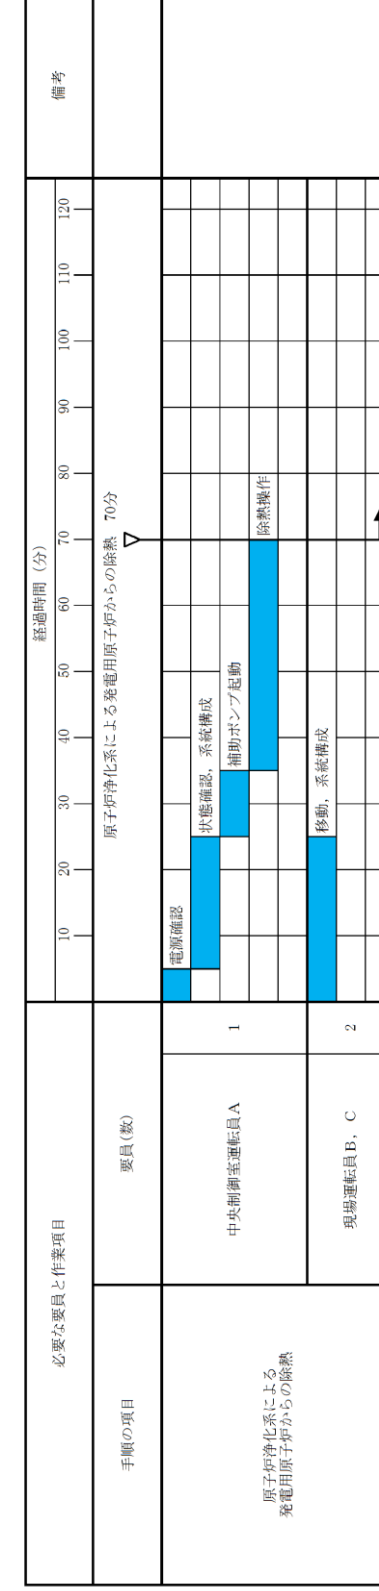 必要な要員と作業項目
経過時間（分）
備考
10 20 30 40 50 60 70 80 90 100 110 120
手順の項目
要員(数)
原子炉浄化系による発電用原子炉からの除熱 70分
原子炉浄化系による
発電用原子炉からの除熱
中央制御室運転員A
1
電源確認
状態確認，系統構成
補助ポンプ起動
除熱操作
現場運転員B，C
2
移動，系統構成